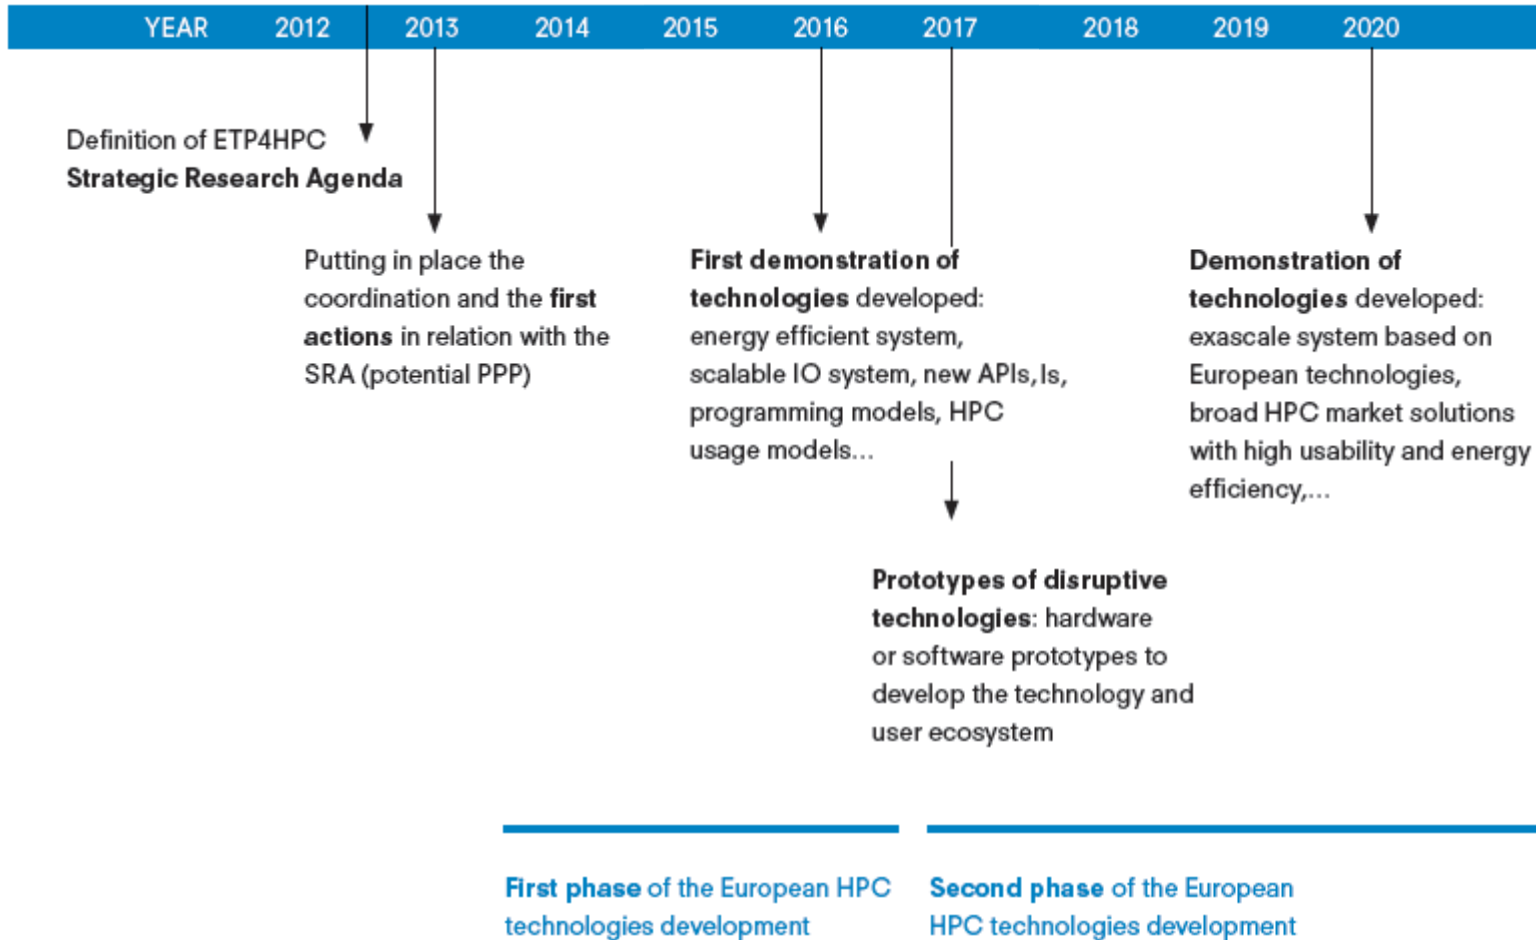 YEAR 2012 2013 2014 2015 2016 2017 2018 2019 2020
Definition of ETP4HPC
Strategic Research Agenda
Putting in place the
coordination and the first
actions in relation with the
SRA (potential PPP)
First demonstration of
technologies developed:
energy efficient system,
scalable IO system, new APIs, Is,
programming models, HPC
usage models...
Prototypes of disruptive
technologies: hardware
or software prototypes to
develop the technology and
user ecosystem
Demonstration of
technologies developed:
exascale system based on
European technologies,
broad HPC market solutions
with high usability and energy
efficiency,...
First phase of the European HPC
technologies development
Second phase of the European
HPC technologies development